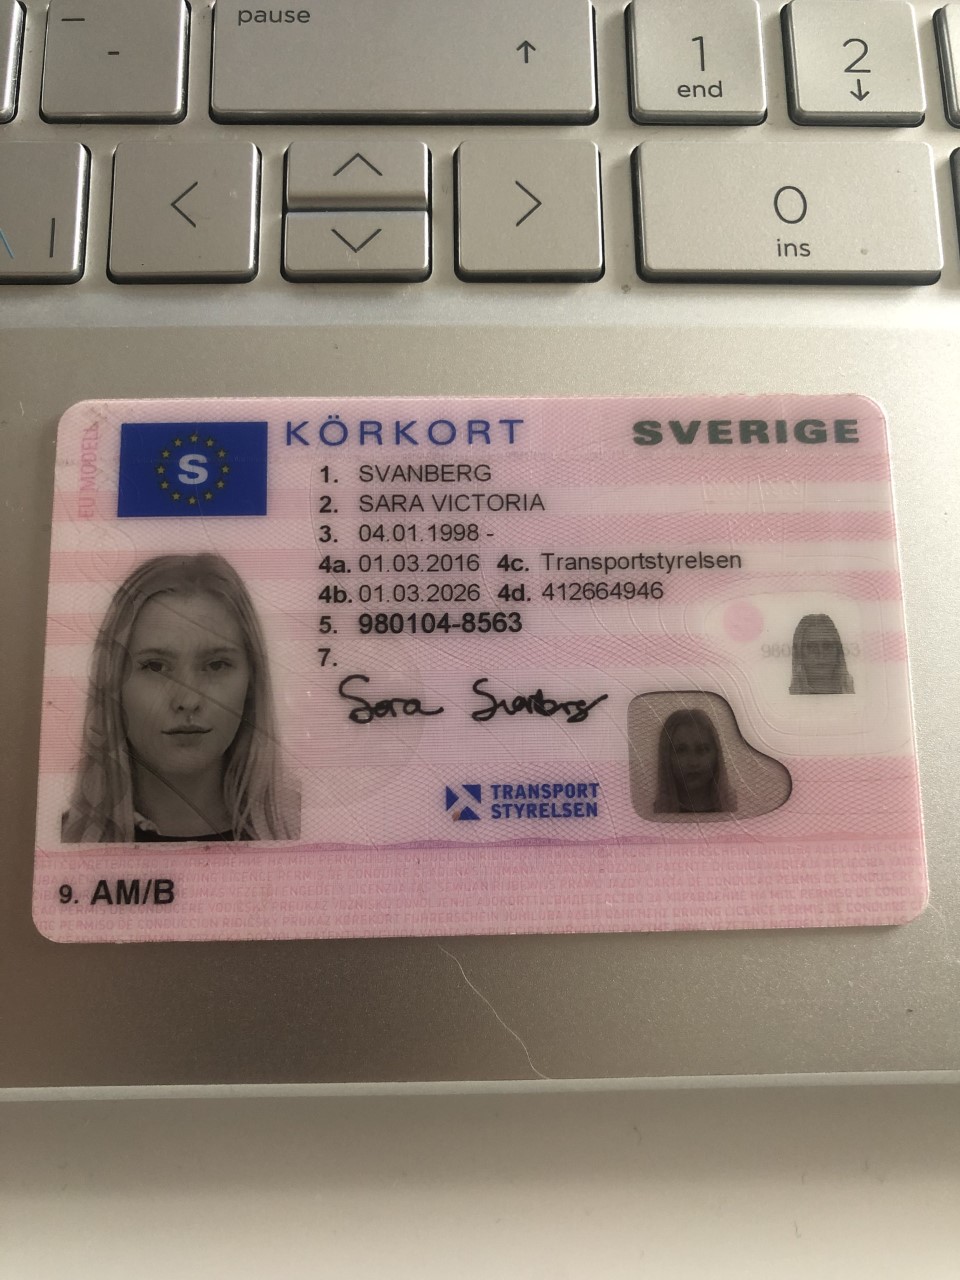 pause
-
1
end
2
0
ins
EU MODELL
S
KÖRKORT
SVERIGE
1. SVANBERG
2. SARA VICTORIA
3. 04.01.1998 -
4a. 01.03.2016 4c. Transportstyrelsen
4b. 01.03.2026 4d. 412664946
5. 980104-8563
7.
Sara Svanberg
TRANSPORT
STYRELSEN
9. AM/B